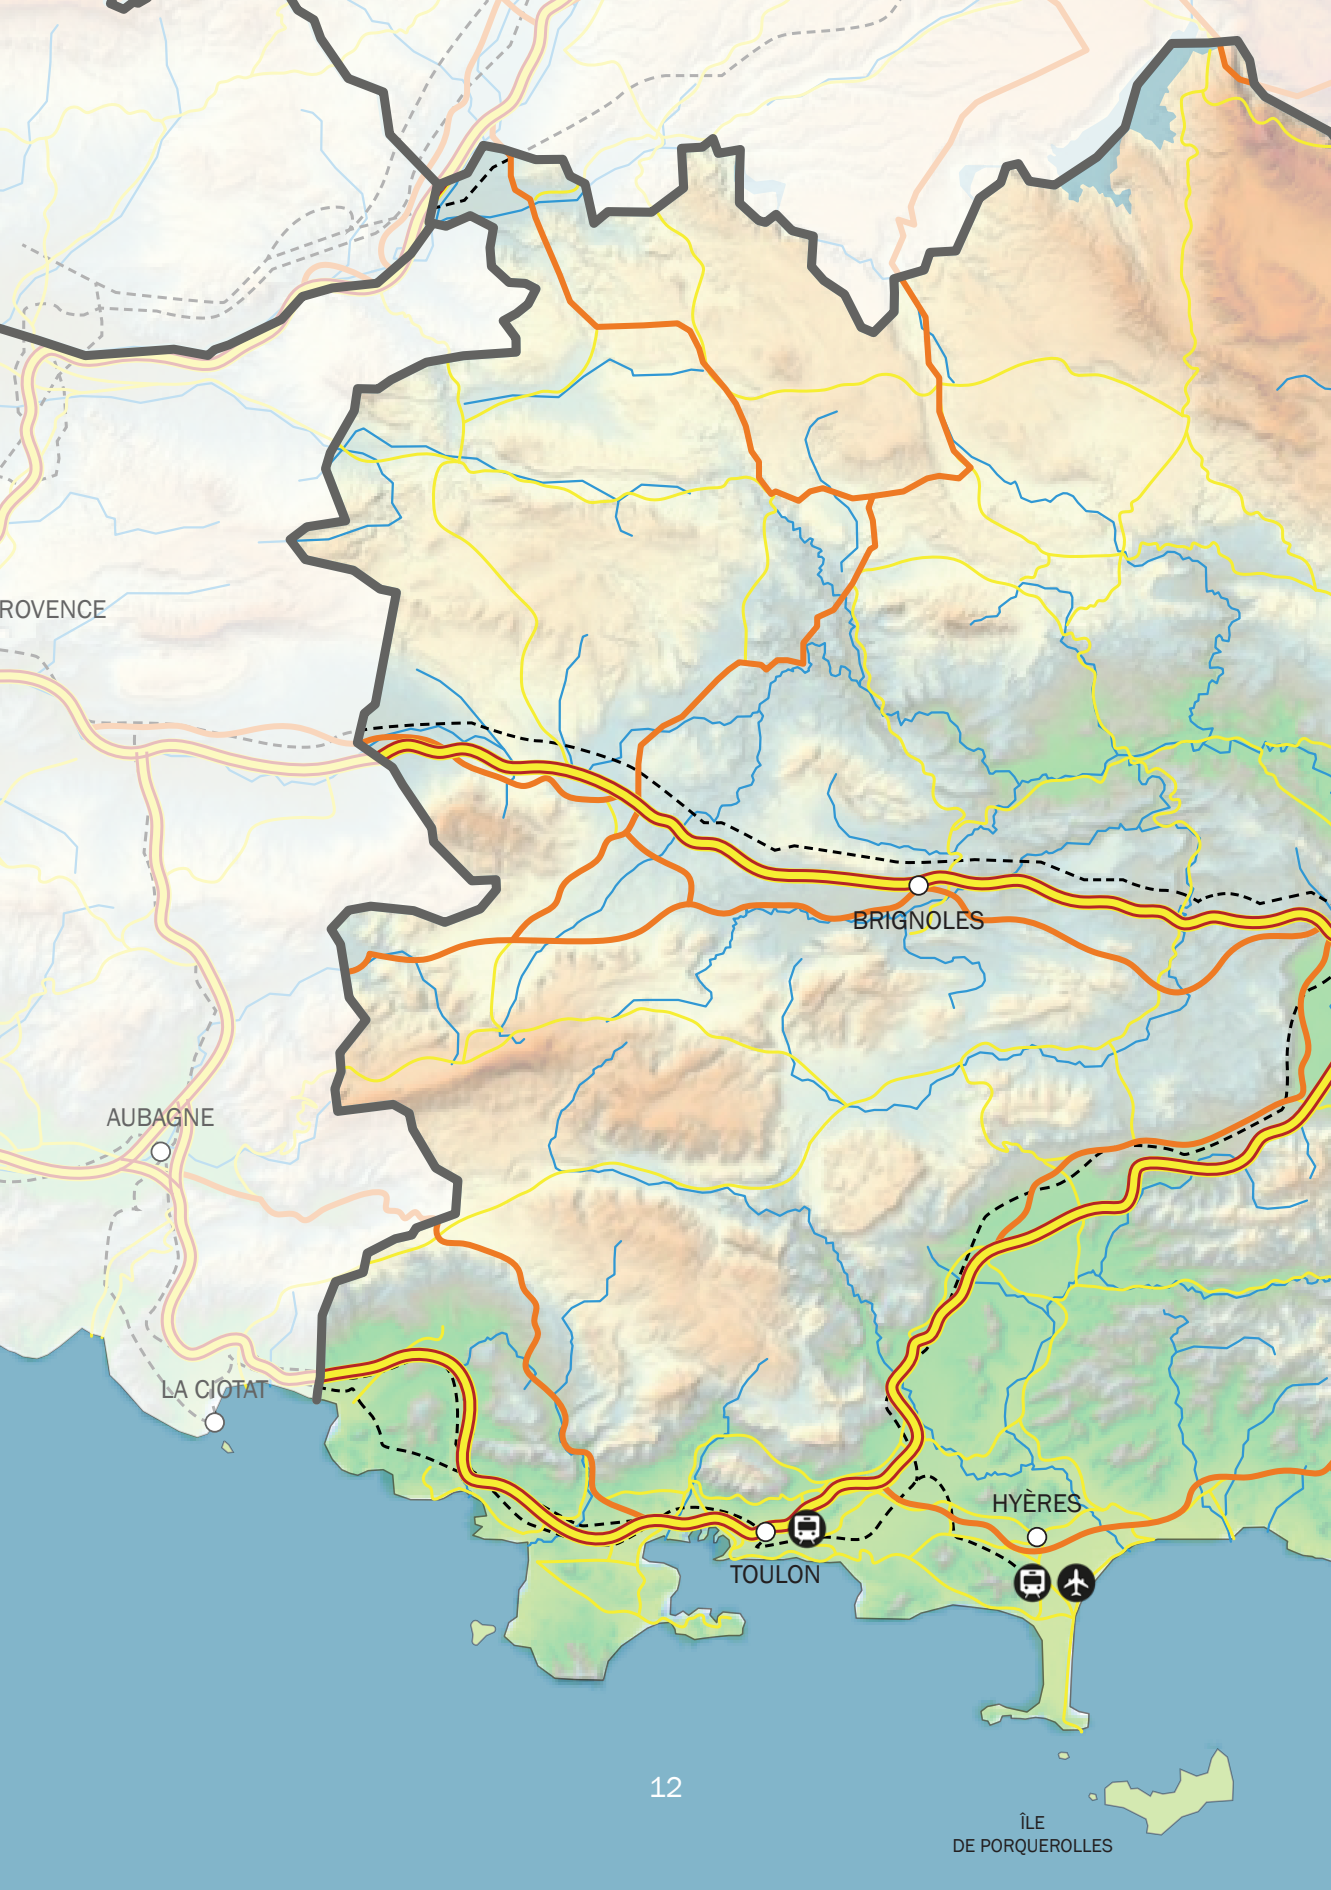 ROVENCE
BRIGNOLES
AUBAGNE
LA CIOTAT
HYÈRES
TOULON
12
ÎLE
DE PORQUEROLLES